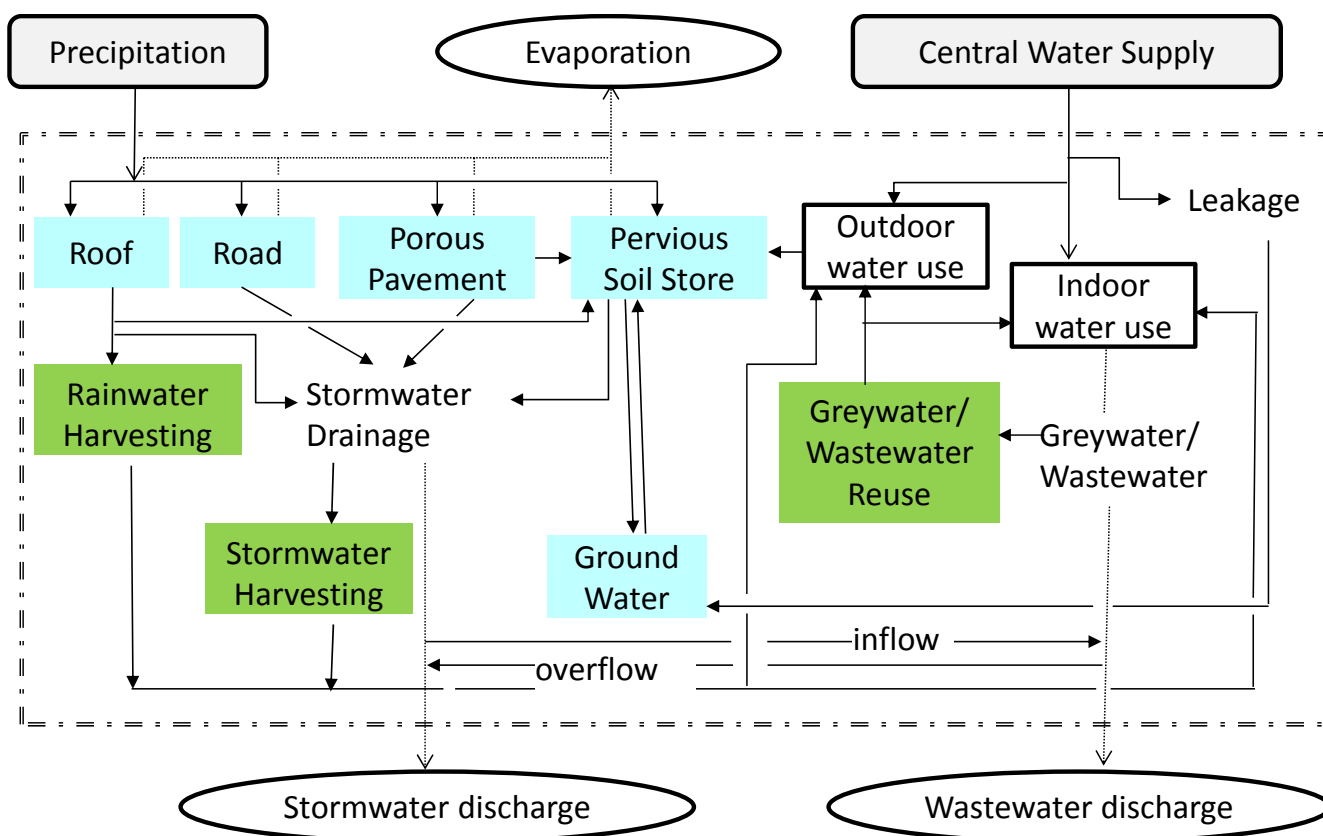 Precipitation
Evaporation
Central Water Supply
Leakage
Roof
Road
Porous
Pavement
Pervious
Soil Store
Outdoor
water use
Indoor
water use
Rainwater
Harvesting
Stormwater
Drainage
Greywater/
Wastewater
Reuse
Greywater/
Wastewater
Stormwater
Harvesting
Ground
Water
inflow
overflow
Stormwater discharge
Wastewater discharge